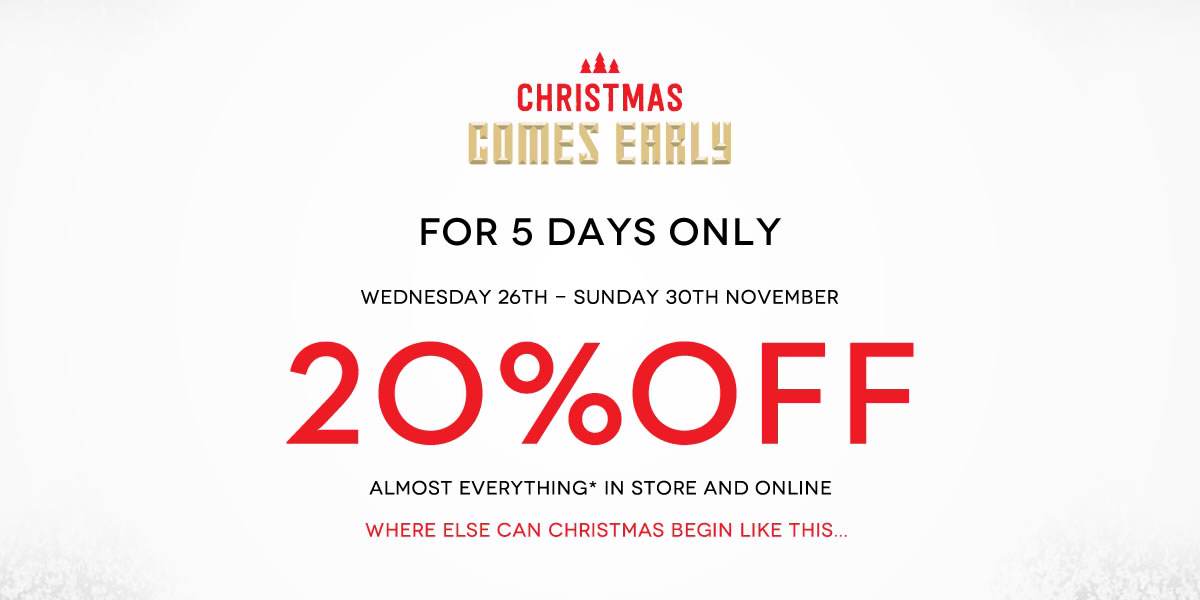 CHRISTMAS
COMES EARLY
FOR 5 DAYS ONLY
WEDNESDAY 26TH – SUNDAY 30TH NOVEMBER
20%OFF
ALMOST EVERYTHING* IN STORE AND ONLINE
WHERE ELSE CAN CHRISTMAS BEGIN LIKE THIS...